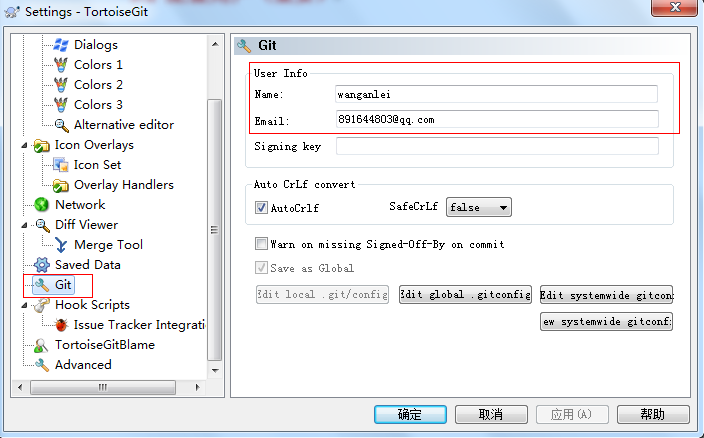 Settings - TortoiseGit
Dialogs
Colors 1
Colors 2
Colors 3
Alternative editor
Icon Overlays
Icon Set
Overlay Handlers
Network
Diff Viewer
Merge Tool
Saved Data
Git
Hook Scripts
Issue Tracker Integratio
TortoiseGitBlame
Advanced
Git
User Info
Name: wanganlei
Email: 891644803@qq.com
Signing key
Auto CrLf convert
AutoCrlf SafeCrLf false
Warn on missing Signed-Off-By on commit
Save as Global
Edit local .git/config Edit global .gitconfig Edit systemwide gitconf
ew systemwide gitconf
确定 取消 应用(A) 帮助